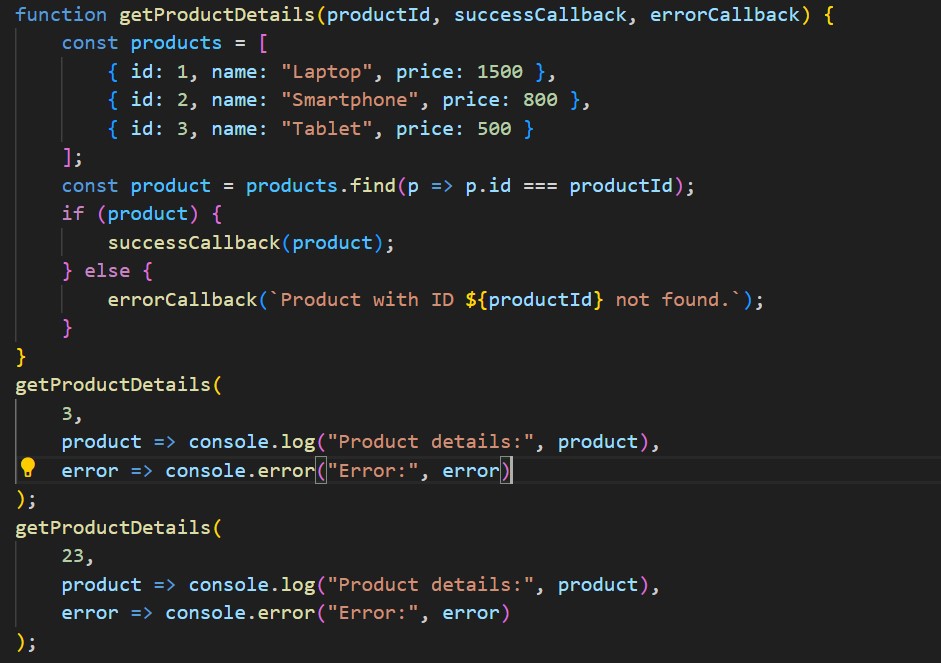 function getProductDetails(productId, successCallback, errorCallback) {
    const products = [
        { id: 1, name: "Laptop", price: 1500 },
        { id: 2, name: "Smartphone", price: 800 },
        { id: 3, name: "Tablet", price: 500 }
    ];
    const product = products.find(p => p.id === productId);
    if (product) {
        successCallback(product);
    } else {
        errorCallback(`Product with ID ${productId} not found.`);
    }
}
getProductDetails(
    3,
    product => console.log("Product details:", product),
    error => console.error("Error:", error)
);
getProductDetails(
    23,
    product => console.log("Product details:", product),
    error => console.error("Error:", error)
);